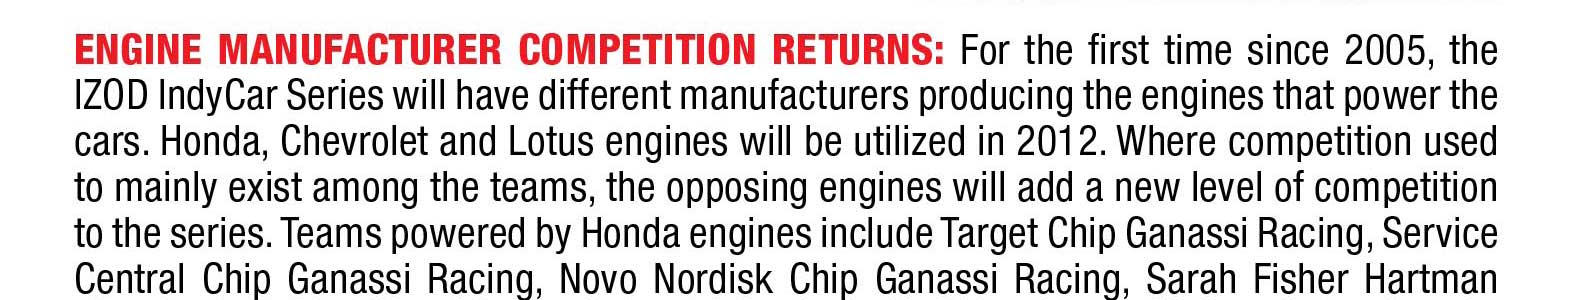 ENGINE MANUFACTURER COMPETITION RETURNS: For the first time since 2005, the
IZOD IndyCar Series will have different manufacturers producing the engines that power the
cars. Honda, Chevrolet and Lotus engines will be utilized in 2012. Where competition used
to mainly exist among the teams, the opposing engines will add a new level of competition
to the series. Teams powered by Honda engines include Target Chip Ganassi Racing, Service
Central Chip Ganassi Racing, Novo Nordisk Chip Ganassi Racing, Sarah Fisher Hartman